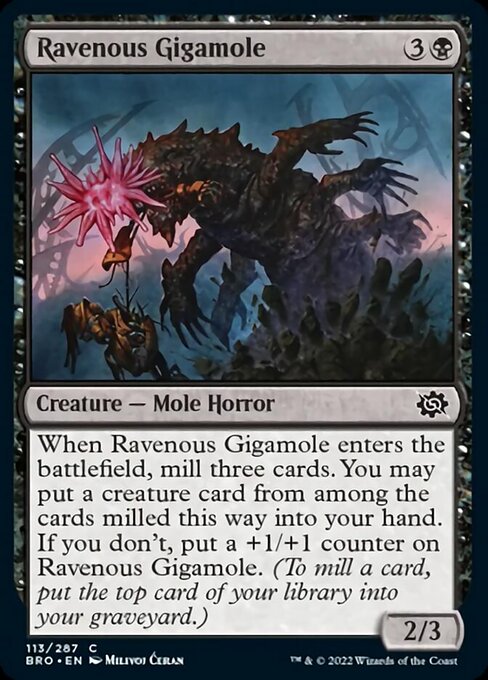 Ravenous Gigamole 3
Creature — Mole Horror
When Ravenous Gigamole enters the
battlefield, mill three cards. You may
put a creature card from among the
cards milled this way into your hand.
If you don't, put a +1/+1 counter on
Ravenous Gigamole. (To mill a card,
put the top card of your library into
your graveyard.)
2/3
113/287 C
BRO • EN Milivoj Ćeran
™ & © 2022 Wizards of the Coast